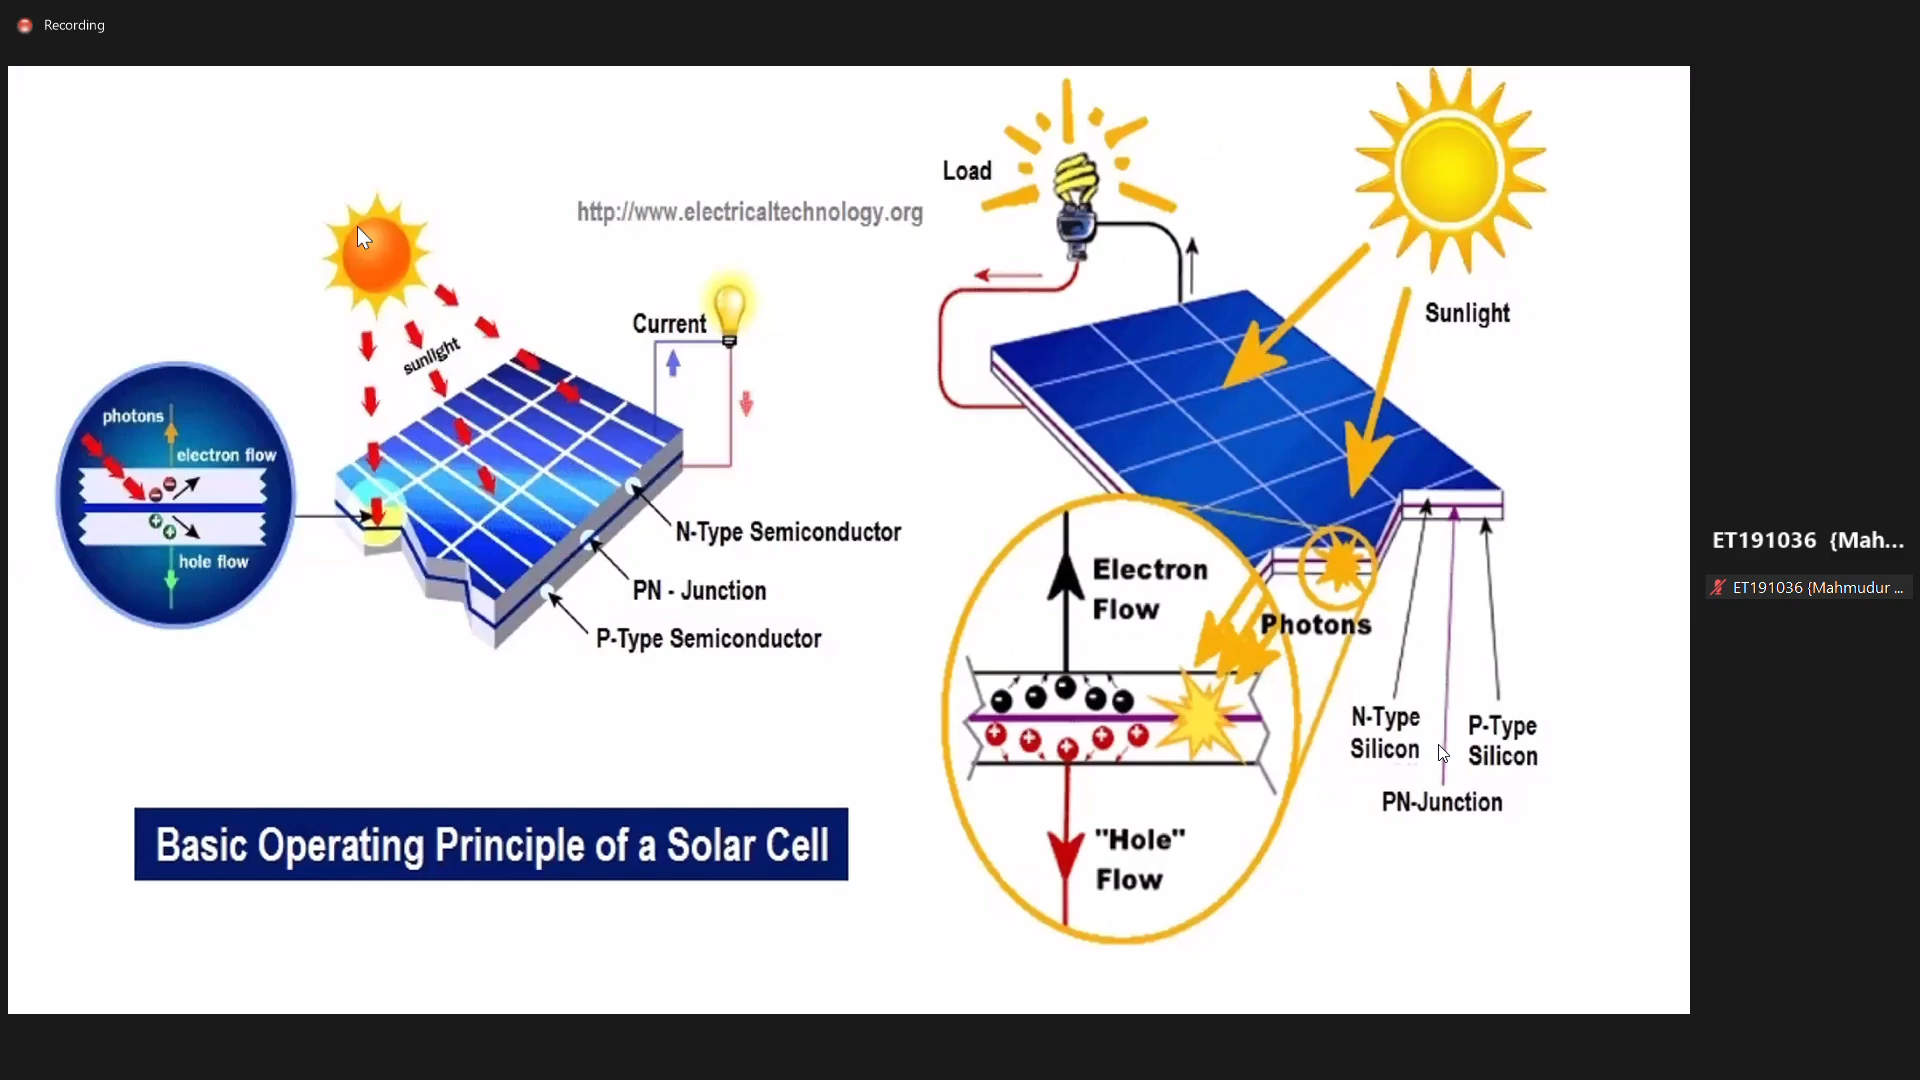 Recording
http://www.electricaltechnology.org
Current
sunlight
photons
electron flow
hole flow
N-Type Semiconductor
PN - Junction
P-Type Semiconductor
Basic Operating Principle of a Solar Cell
Load
Sunlight
Electron
Flow
Photons
"Hole"
Flow
N-Type
Silicon
P-Type
Silicon
PN-Junction
ET191036 {Mah...
ET191036 {Mahmudur ...